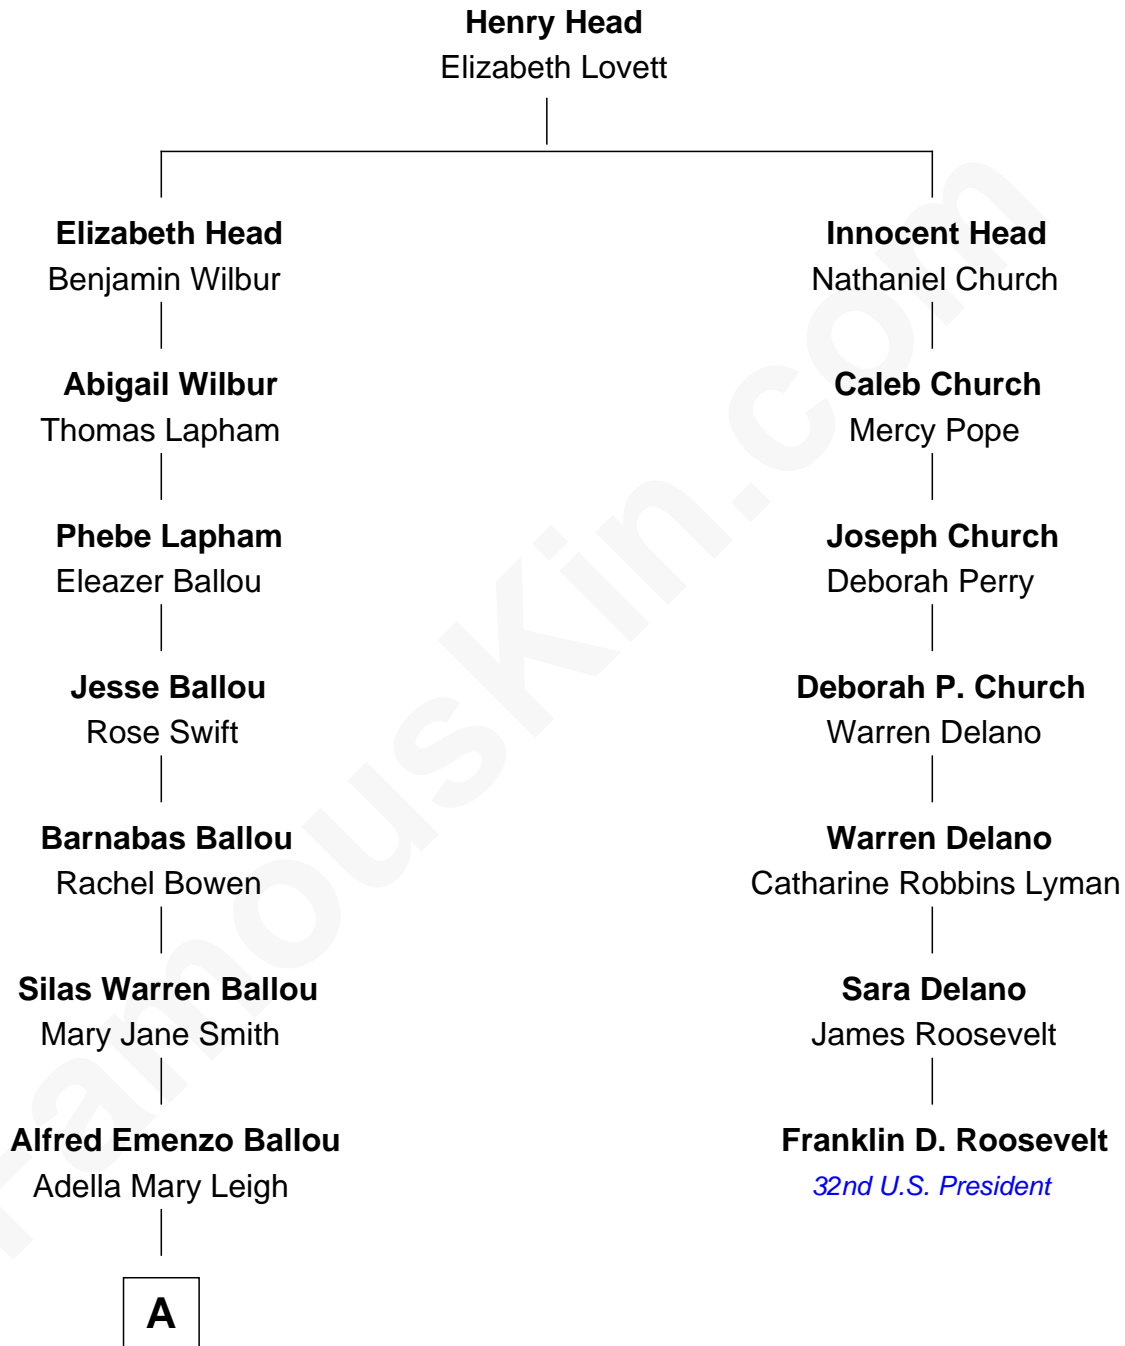 Henry Head
Elizabeth Lovett
Elizabeth Head
Benjamin Wilbur
Innocent Head
Nathaniel Church
Abigail Wilbur
Thomas Lapham
Caleb Church
Mercy Pope
Phebe Lapham
Eleazer Ballou
Joseph Church
Deborah Perry
Jesse Ballou
Rose Swift
Deborah P. Church
Warren Delano
Barnabas Ballou
Rachel Bowen
Warren Delano
Catharine Robbins Lyman
Silas Warren Ballou
Mary Jane Smith
Sara Delano
James Roosevelt
Alfred Emenzo Ballou
Adella Mary Leigh
Franklin D. Roosevelt
32nd U.S. President
A
FamousKin.com